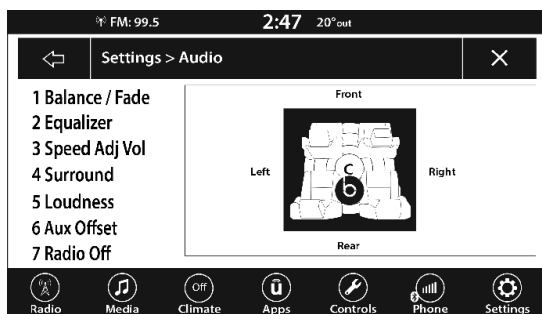 FM: 99.5 2:47 20°out
Settings > Audio
1 Balance / Fade
2 Equalizer
3 Speed Adj Vol
4 Surround
5 Loudness
6 Aux Offset
7 Radio Off
Front
Left
C
b
Right
Rear
Off
ü
Radio Media Climate Apps Controls Phone Settings